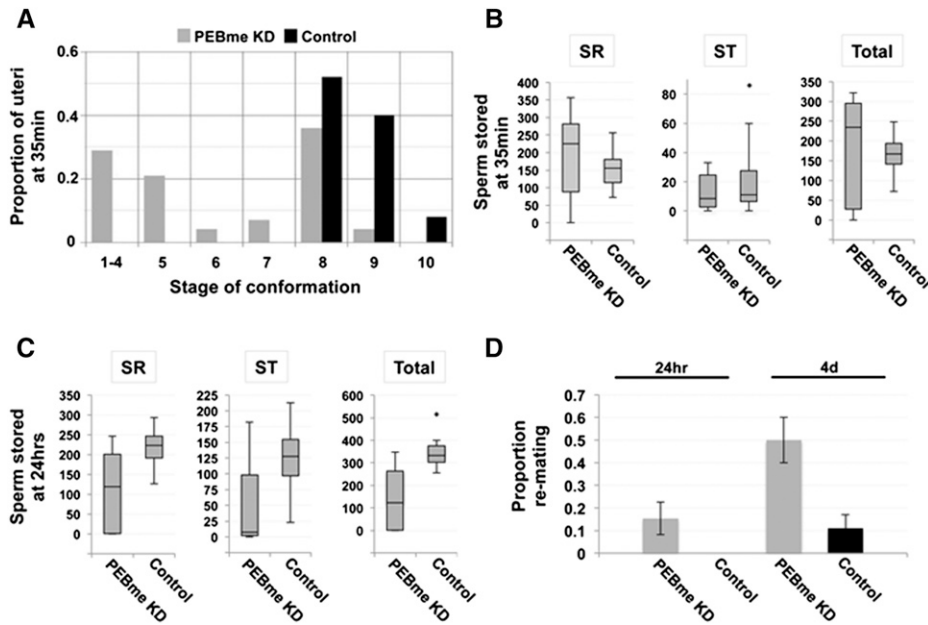 A
PEBme KD Control
Proportion of uteri
at 35min
0.6
0.4
0.2
0
1-4 5 6 7 8 9 10
Stage of conformation
B
SR ST Total
Sperm stored
at 35min
400
350
300
250
200
150
100
50
0
80
60
40
20
0
350
300
250
200
150
100
50
0
PEBme KD Control PEBme KD Control PEBme KD Control
C
SR ST Total
Sperm stored
at 24hrs
350
300
250
200
150
100
50
0
225
200
175
150
125
100
75
50
25
0
600
500
400
300
200
100
0
PEBme KD Control PEBme KD Control PEBme KD Control
D
24hr 4d
Proportion
re-mating
0.7
0.6
0.5
0.4
0.3
0.2
0.1
0
PEBme KD Control PEBme KD Control